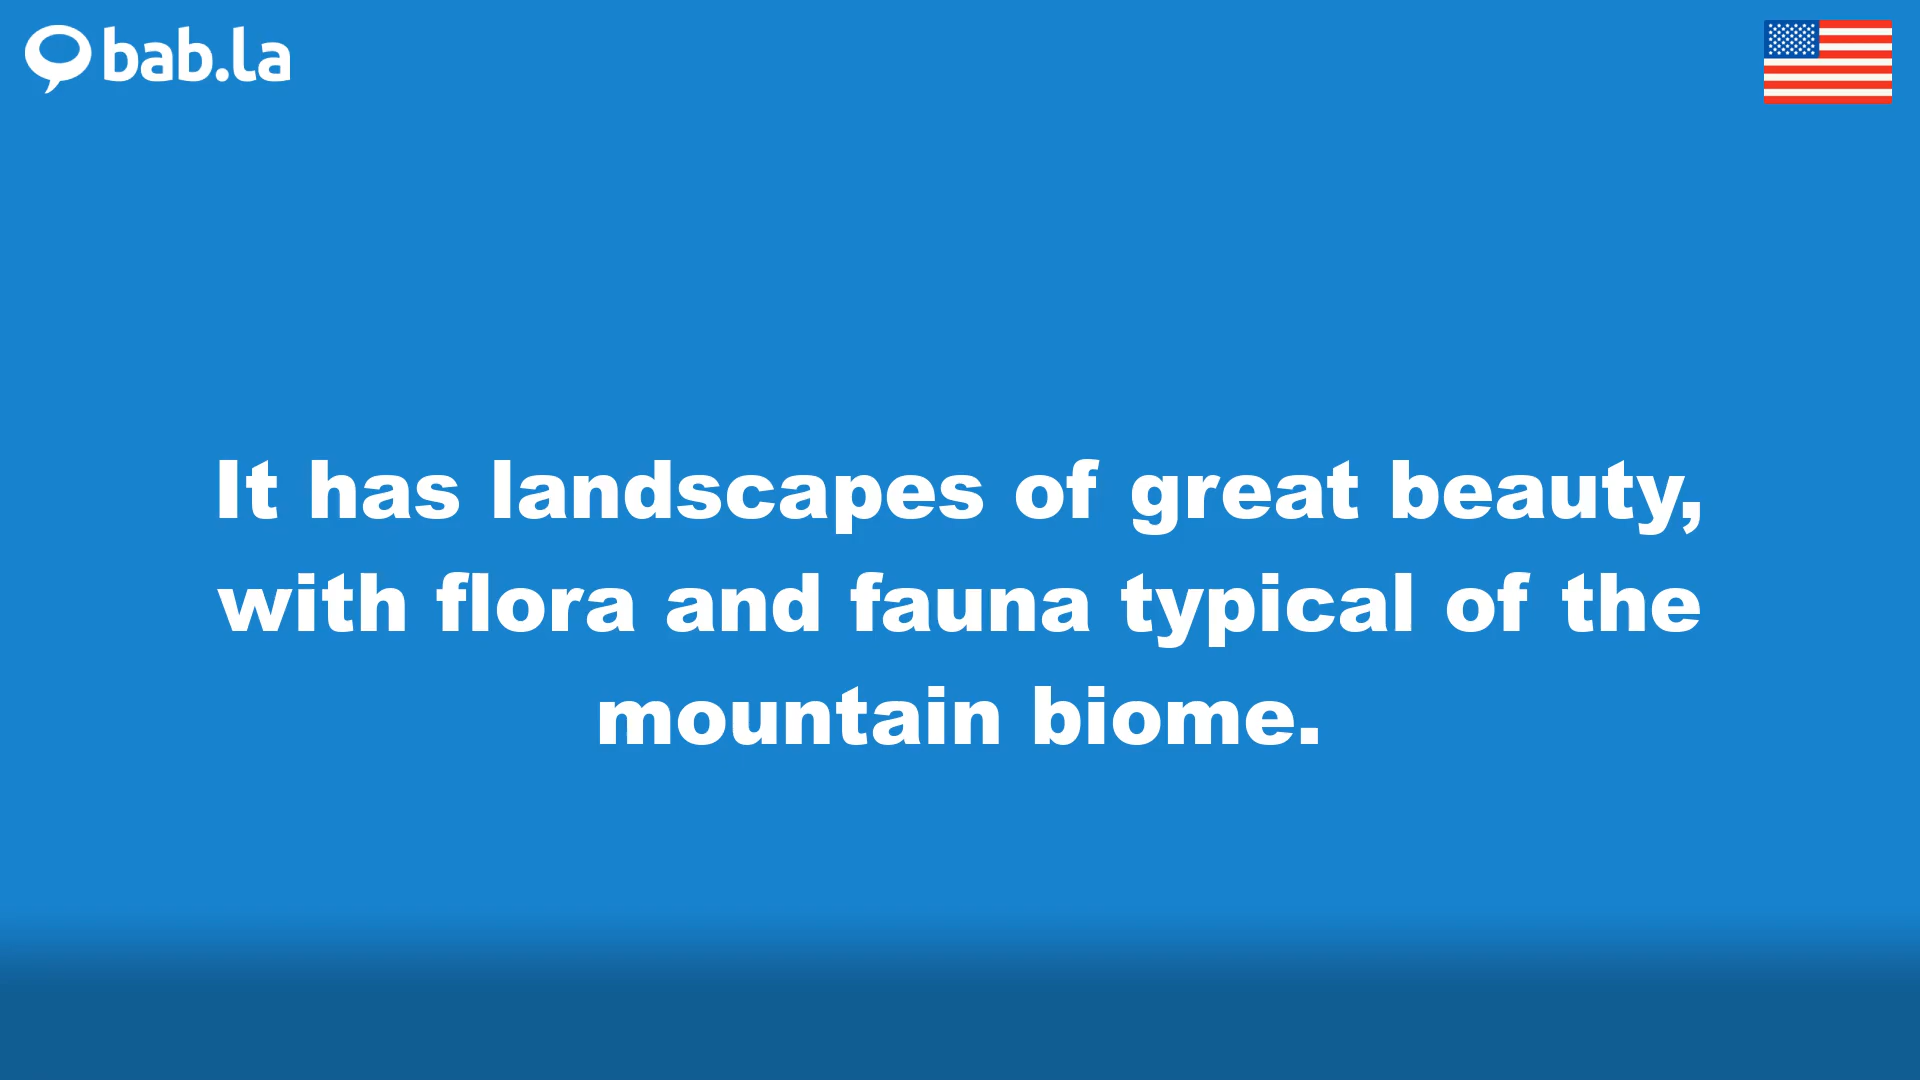 bab.la
It has landscapes of great beauty,
with flora and fauna typical of the
mountain biome.